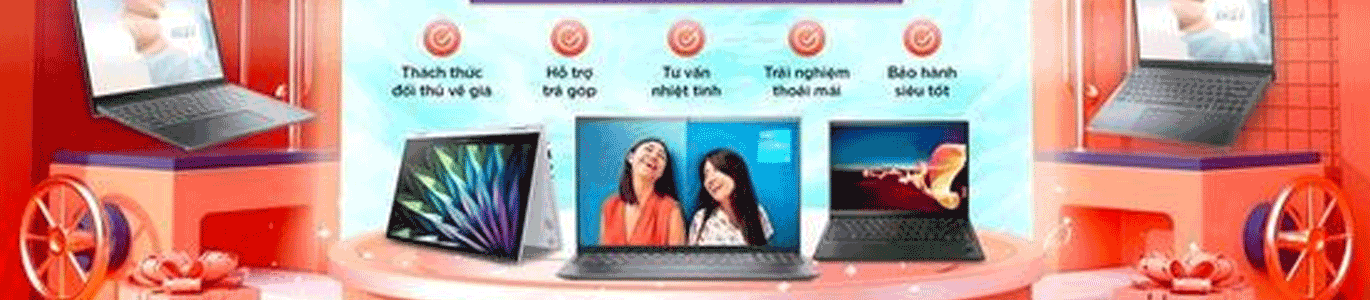 Thách thức
đối thủ về giá
Hỗ trợ
trả góp
Tư vấn
nhiệt tình
Trải nghiệm
thoải mái
Bảo hành
siêu tốt